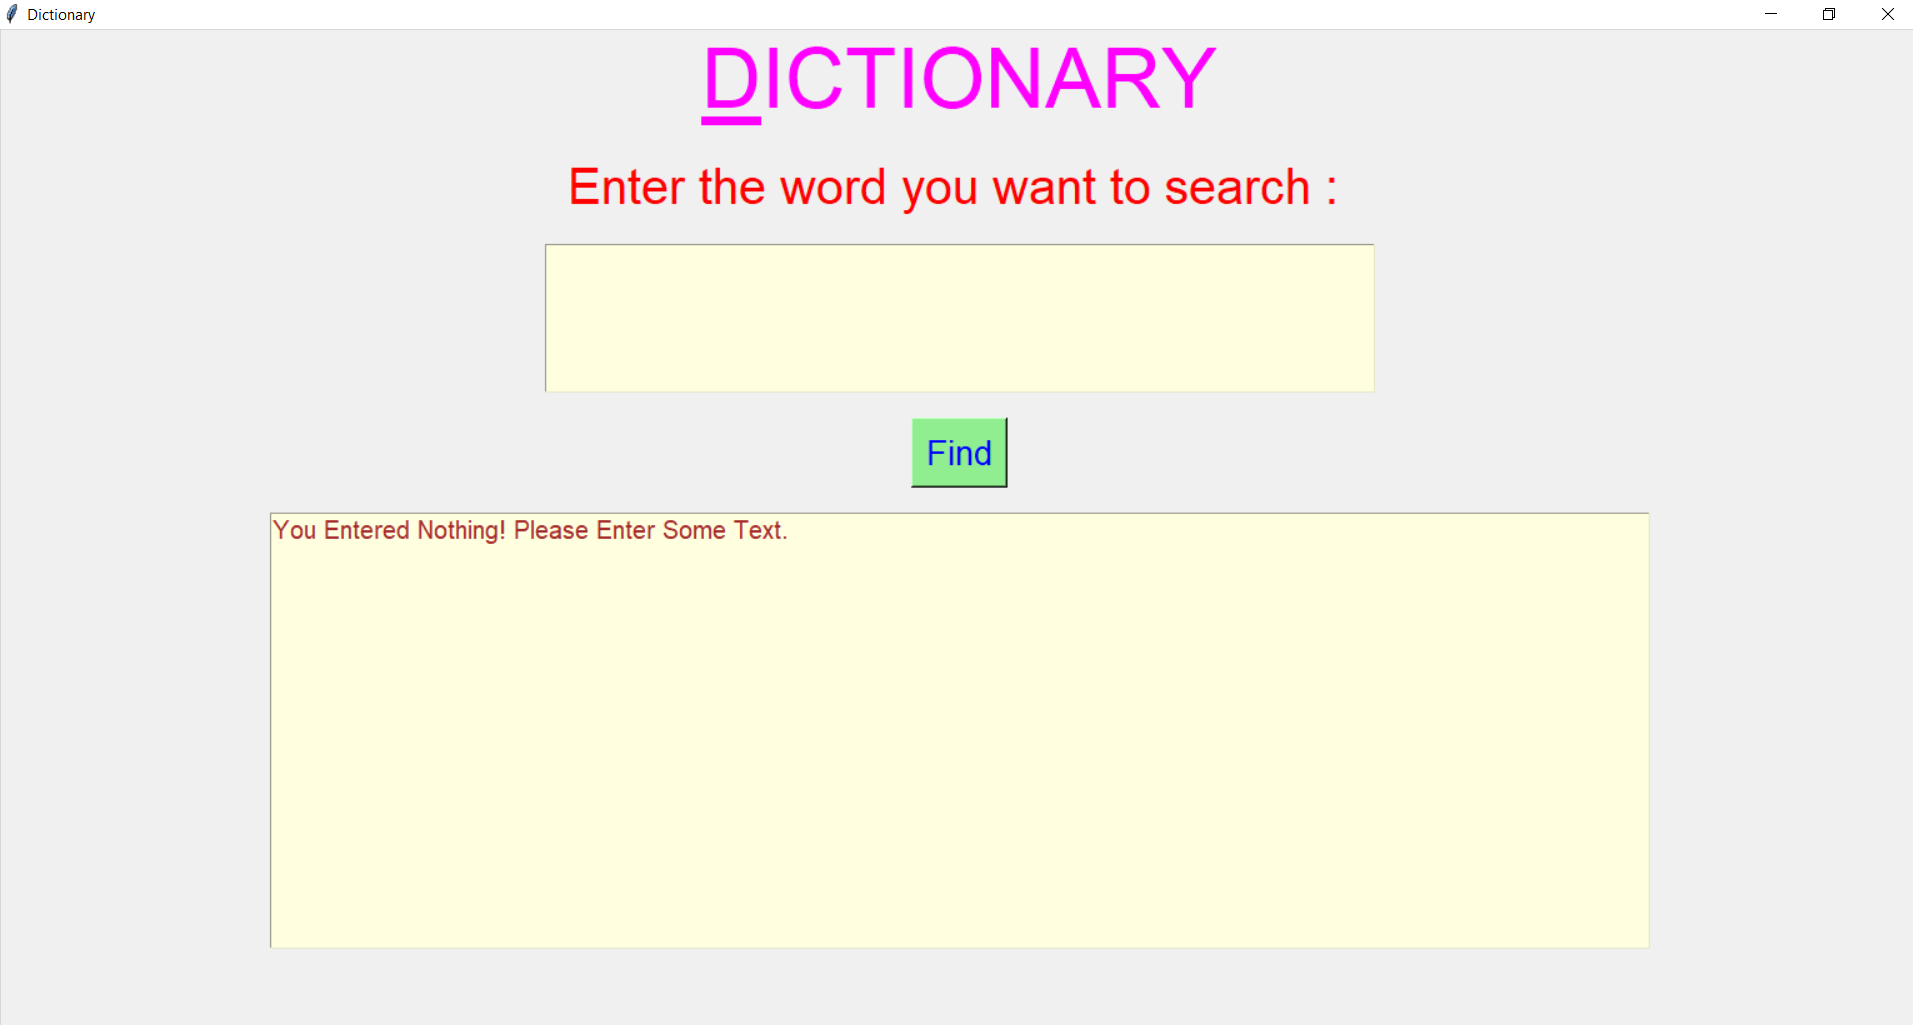 Dictionary
DICTIONARY
Enter the word you want to search :
Find
You Entered Nothing! Please Enter Some Text.